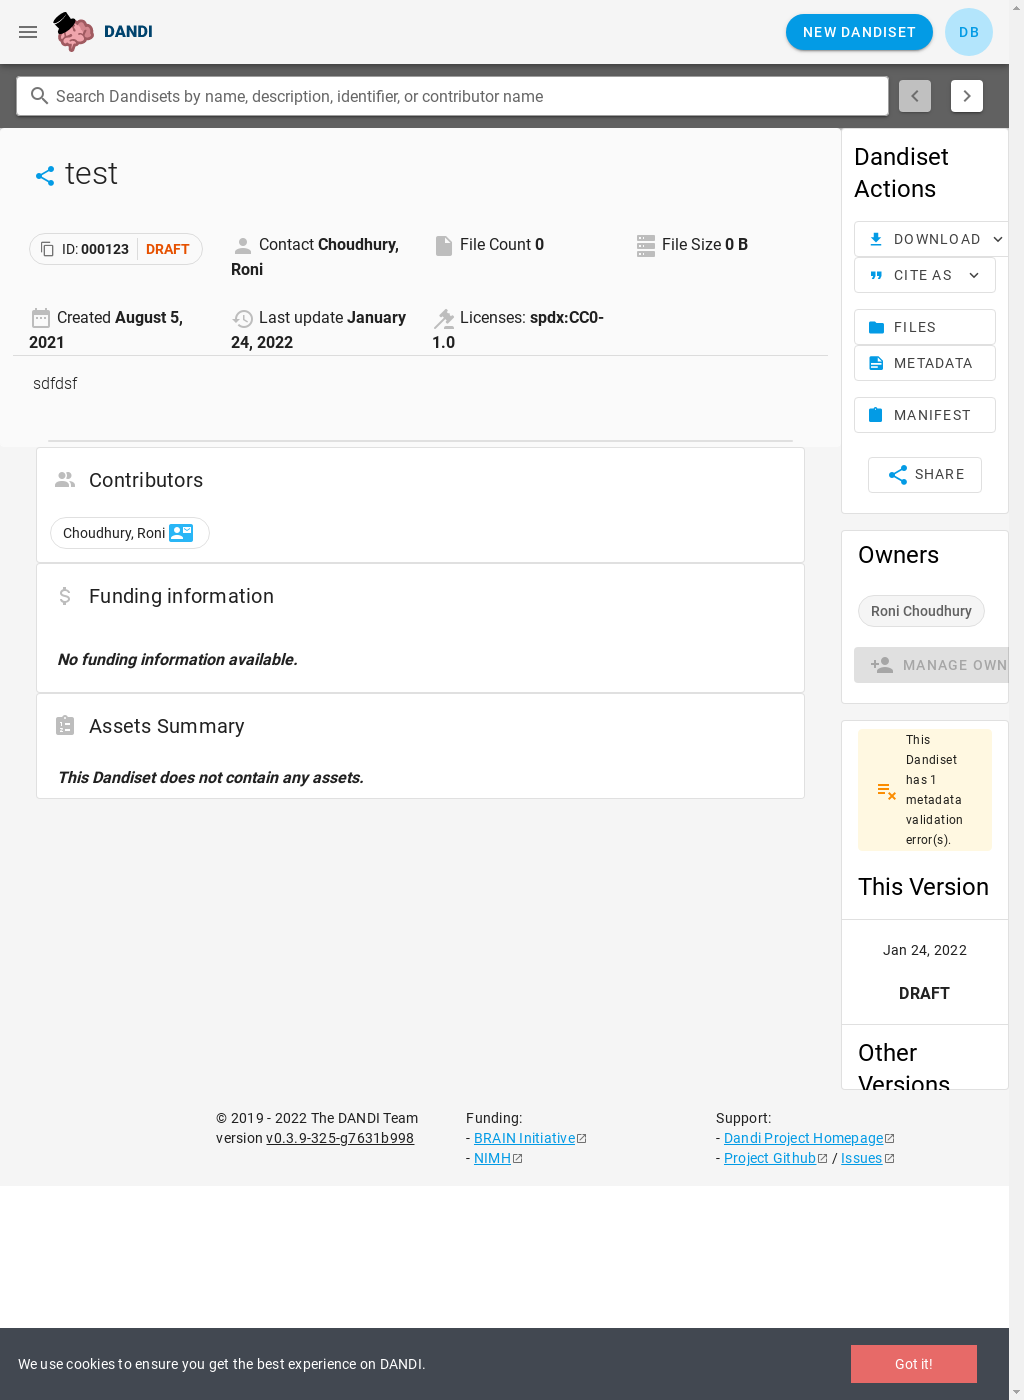 DANDI
NEW DANDISET
DB
Search Dandisets by name, description, identifier, or contributor name
test
ID: 000123 DRAFT
Contact Choudhury,
Roni
File Count 0
File Size 0 B
Created August 5,
2021
Last update January
24, 2022
Licenses: spdx:CC0-
1.0
sdfdsf
Contributors
Choudhury, Roni
Funding information
No funding information available.
Assets Summary
This Dandiset does not contain any assets.
Dandiset
Actions
DOWNLOAD
CITE AS
FILES
METADATA
MANIFEST
SHARE
Owners
Roni Choudhury
MANAGE OWN
This
Dandiset
has 1
metadata
validation
error(s).
This Version
Jan 24, 2022
DRAFT
Other
Versions
© 2019 - 2022 The DANDI Team
version v0.3.9-325-g7631b998
Funding:
- BRAIN Initiative
- NIMH
Support:
- Dandi Project Homepage
- Project Github / Issues
We use cookies to ensure you get the best experience on DANDI.
Got it!